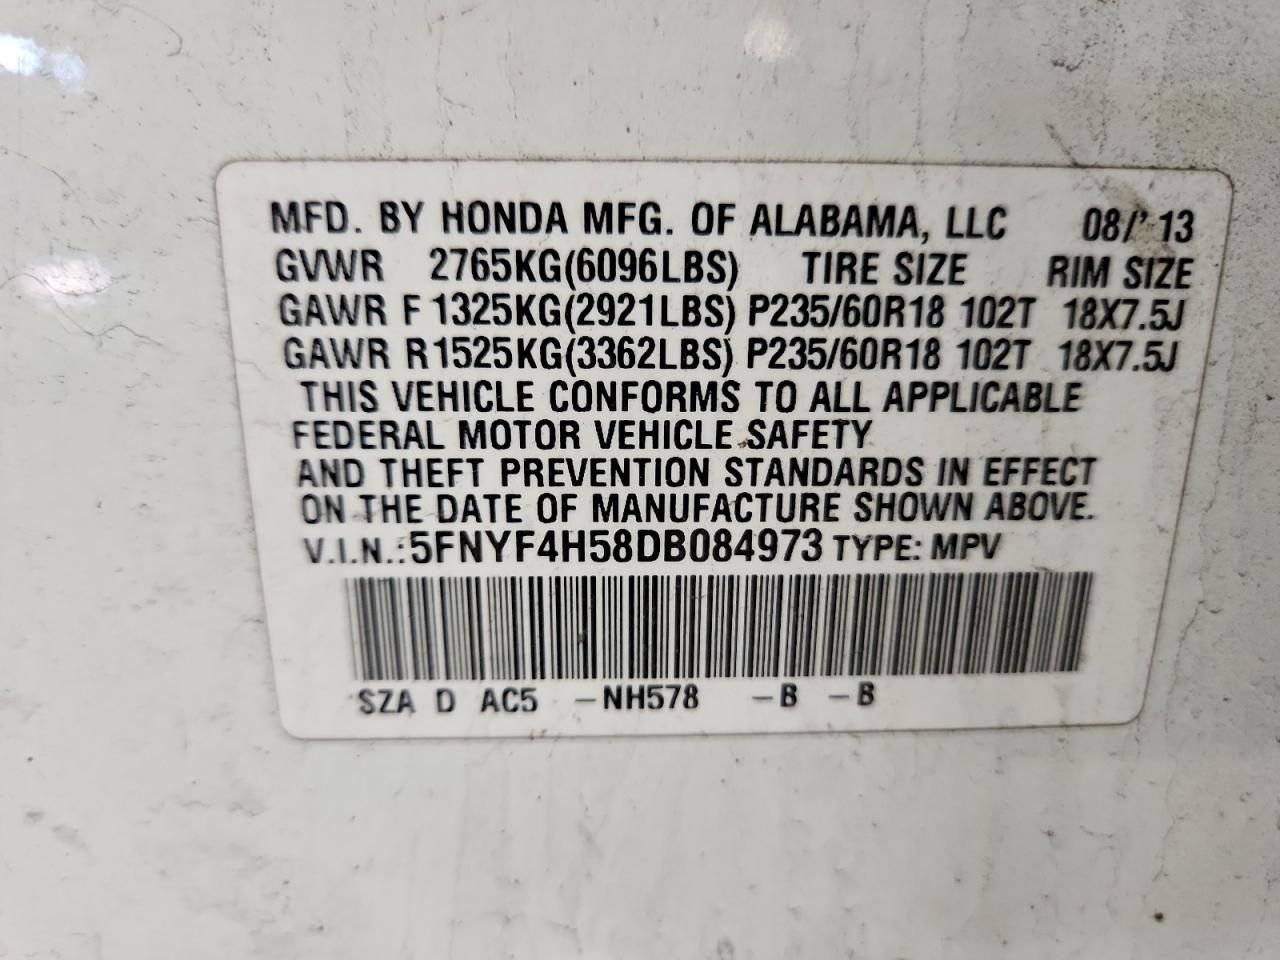 MFD. BY HONDA MFG. OF ALABAMA, LLC 08/' 13
GVWR 2765KG(6096LBS) TIRE SIZE RIM SIZE
GAWR F 1325KG(2921LBS) P235/60R18 102T 18X7.5J
GAWR R1525KG(3362LBS) P235/60R18 102T 18X7.5J
THIS VEHICLE CONFORMS TO ALL APPLICABLE
FEDERAL MOTOR VEHICLE SAFETY
AND THEFT PREVENTION STANDARDS IN EFFECT
ON THE DATE OF MANUFACTURE SHOWN ABOVE.
V.I.N.:5FNYF4H58DB084973 TYPE: MPV
SZA D AC5 -NH578 -B -B